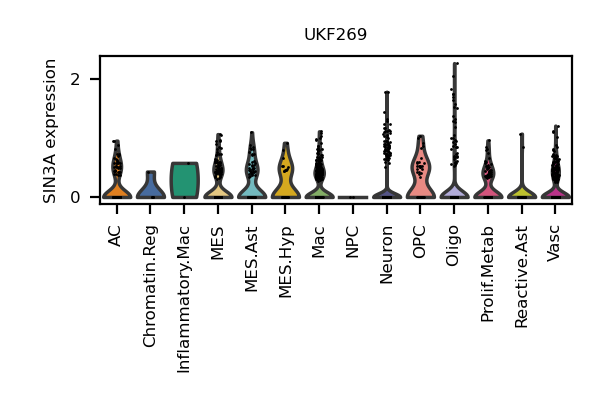 UKF269
SIN3A expression
2
0
AC
Chromatin.Reg
Inflammatory.Mac
MES
MES.Ast
MES.Hyp
Mac
NPC
Neuron
OPC
Oligo
Prolif.Metab
Reactive.Ast
Vasc